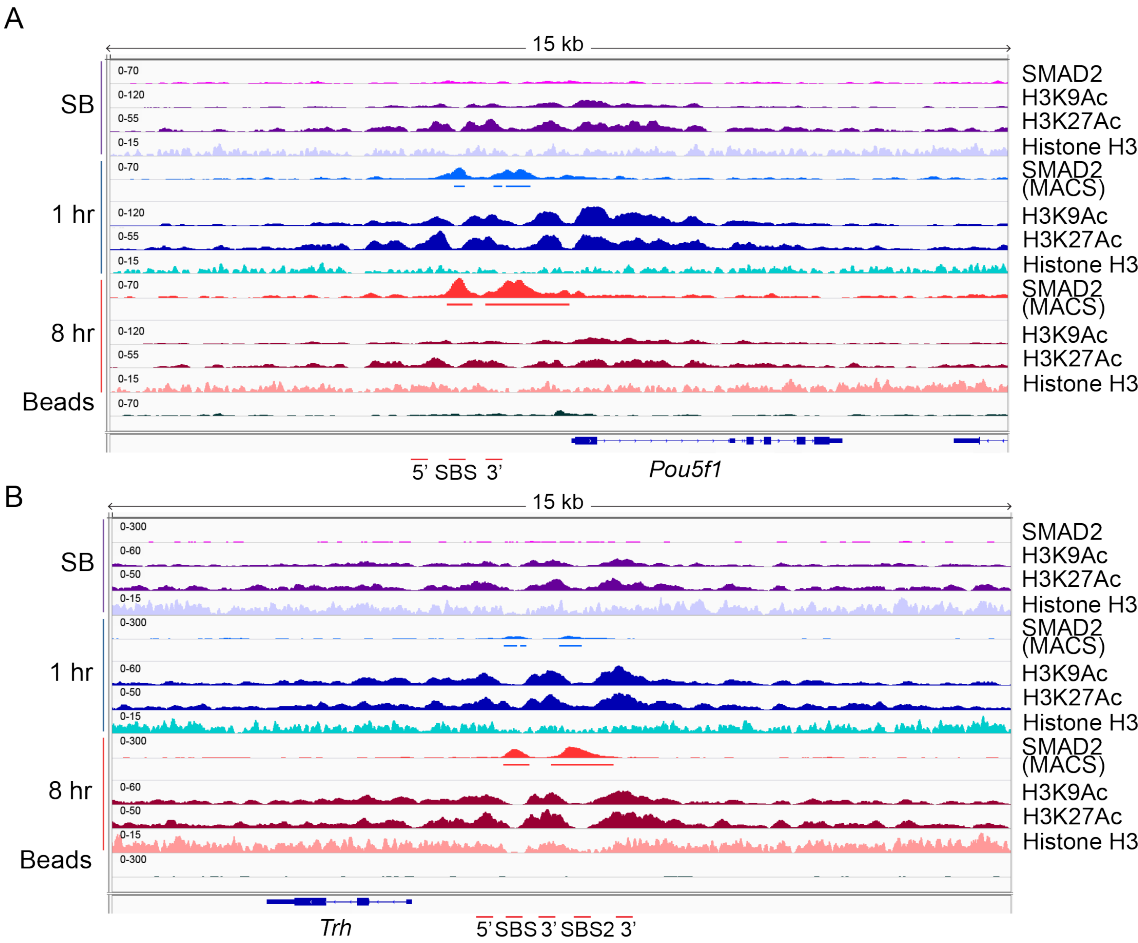 A
15 kb
SB
0-70 SMAD2
0-120 H3K9Ac
0-55 H3K27Ac
0-15 Histone H3
1 hr
0-70 SMAD2
(MACS)
0-120 H3K9Ac
0-55 H3K27Ac
0-15 Histone H3
8 hr
0-70 SMAD2
(MACS)
0-120 H3K9Ac
0-55 H3K27Ac
0-15 Histone H3
Beads 0-70
5’ SBS 3’ Pou5f1
B
15 kb
SB
0-300 SMAD2
0-60 H3K9Ac
0-50 H3K27Ac
0-15 Histone H3
1 hr
0-300 SMAD2
(MACS)
0-60 H3K9Ac
0-50 H3K27Ac
0-15 Histone H3
8 hr
0-300 SMAD2
(MACS)
0-60 H3K9Ac
0-50 H3K27Ac
0-15 Histone H3
Beads 0-300
Trh 5’ SBS 3’ SBS2 3’